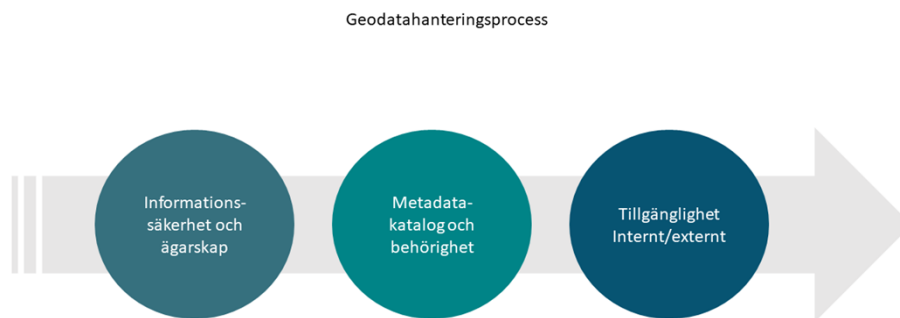 Geodatahanteringsprocess
Informations-
säkerhet och
ägarskap
Metadata-
katalog och
behörighet
Tillgänglighet
Internt/externt